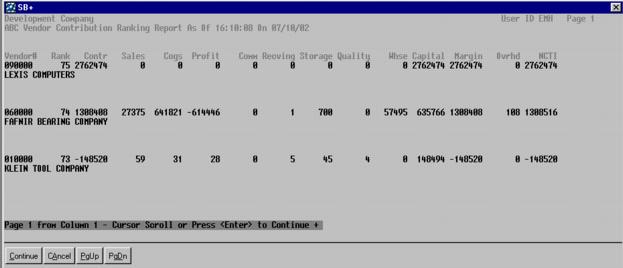 SB+
Development Company User ID EMH Page 1
ABC Vendor Contribution Ranking Report As Of 16:10:08 On 07/10/02
Vendor# Rank Contr Sales Cogs Profit Comm Recving Storage Quality Whse Capital Margin Ovrhd NCTI
090000 75 2762474 0 0 0 0 0 0 0 0 2762474 2762474 0 2762474
LEXIS COMPUTERS
060000 74 1308408 27375 641821 -614446 0 1 700 0 57495 635766 1308408 108 1308516
FAFNIR BEARING COMPANY
010000 73 -148520 59 31 28 0 5 45 4 0 148494 -148520 0 -148520
KLEIN TOOL COMPANY
Page 1 from Column 1 - Cursor Scroll or Press <Enter> to Continue +
Continue CAncel PgUp PgDn